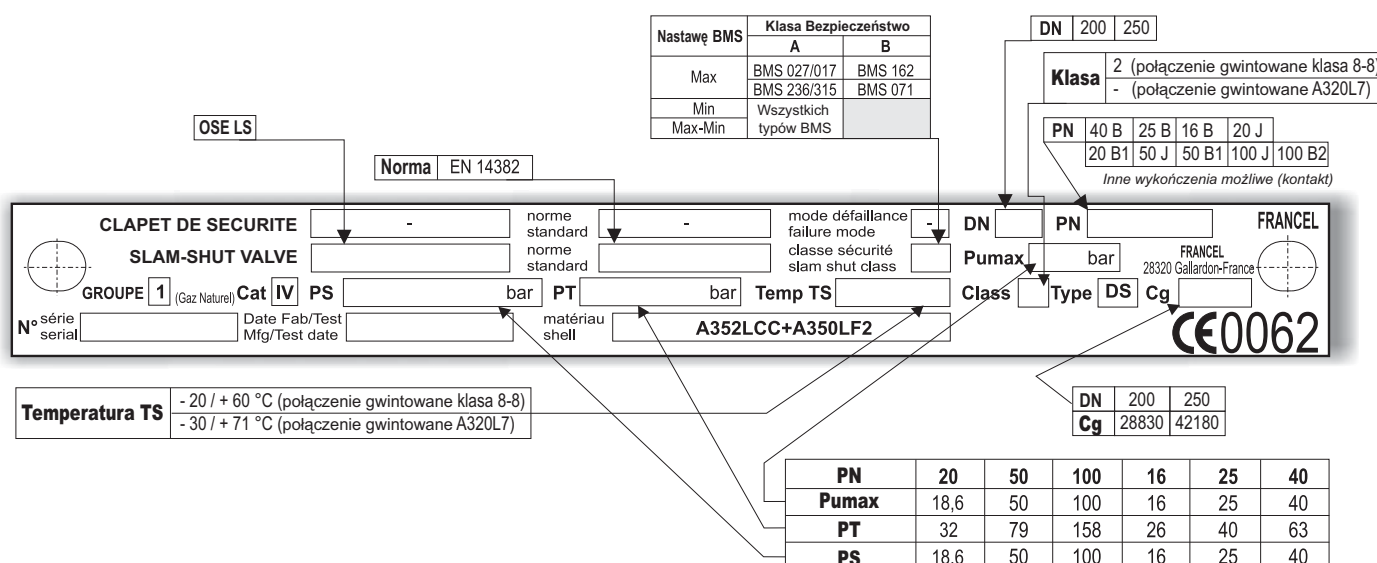 Nastawę BMS Klasa Bezpieczeństwo
A B
Max BMS 027/017 BMS 162
BMS 236/315 BMS 071
Min Wszystkich
Max-Min typów BMS
DN 200 250
Klasa 2 (połączenie gwintowane klasa 8-8)
- (połączenie gwintowane A320L7)
PN 40 B 25 B 16 B 20 J
20 B1 50 J 50 B1 100 J 100 B2
Inne wykończenia możliwe (kontakt)
OSE LS
Norma EN 14382
CLAPET DE SECURITE - norme standard - mode défaillance failure mode - DN PN FRANCEL
SLAM-SHUT VALVE norme standard classe sécurité slam shut class Pumax bar FRANCEL
28320 Gallardon-France
GROUPE 1 (Gaz Naturel) Cat IV PS bar PT bar Temp TS Class Type DS Cg
N° série serial Date Fab/Test Mfg/Test date matériau shell A352LCC+A350LF2 CE0062
Temperatura TS - 20 / + 60 °C (połączenie gwintowane klasa 8-8)
- 30 / + 71 °C (połączenie gwintowane A320L7)
DN 200 250
Cg 28830 42180
PN 20 50 100 16 25 40
Pumax 18,6 50 100 16 25 40
PT 32 79 158 26 40 63
PS 18,6 50 100 16 25 40